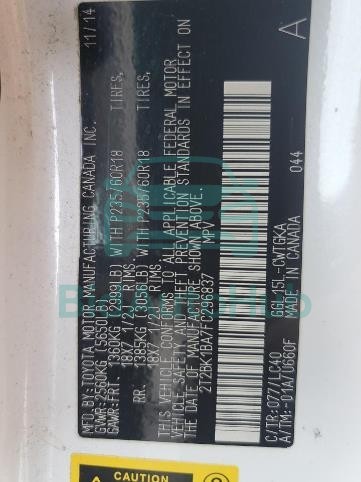 MFD.BY:TOYOTA MOTOR MANUFACTURING CANADA INC. 11/14
GVWR:2560KG (5650LB)
GAWR:FRT. 1360KG (2999LB) WITH P235/60R18 TIRES,
18X7 1/2J RIMS,
RR. 1385KG (3056LB) WITH P235/60R18 TIRES,
18X7 1/2J RIMS,
THIS VEHICLE CONFORMS TO ALL APPLICABLE FEDERAL MOTOR
VEHICLE SAFETY AND THEFT PREVENTION STANDARDS IN EFFECT ON
THE DATE OF MANUFACTURE SHOWN ABOVE.
2T2BK1BA7FC296837 MPV
C/TR:077/LC40 GGL15L-CWTGKA 044
A/TM:-01A/U660F MADE IN CANADA A
CAUTION